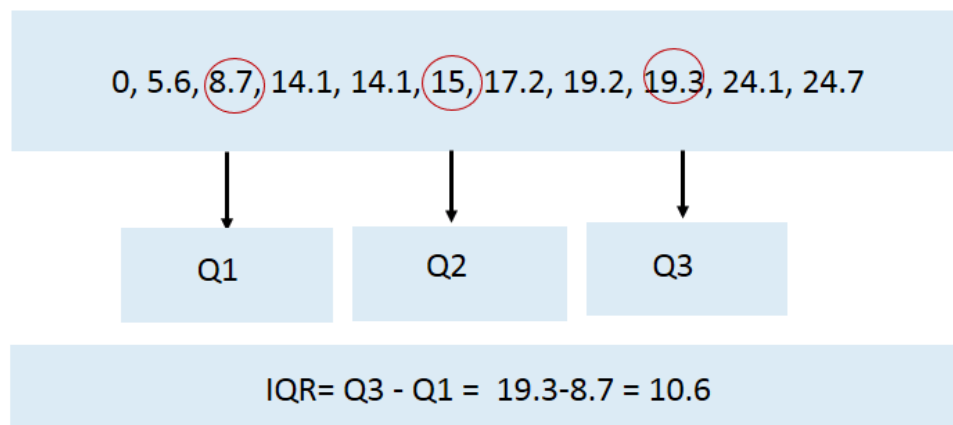 0, 5.6, 8.7, 14.1, 14.1, 15, 17.2, 19.2, 19.3, 24.1, 24.7
Q1
Q2
Q3
IQR= Q3 - Q1 = 19.3-8.7 = 10.6